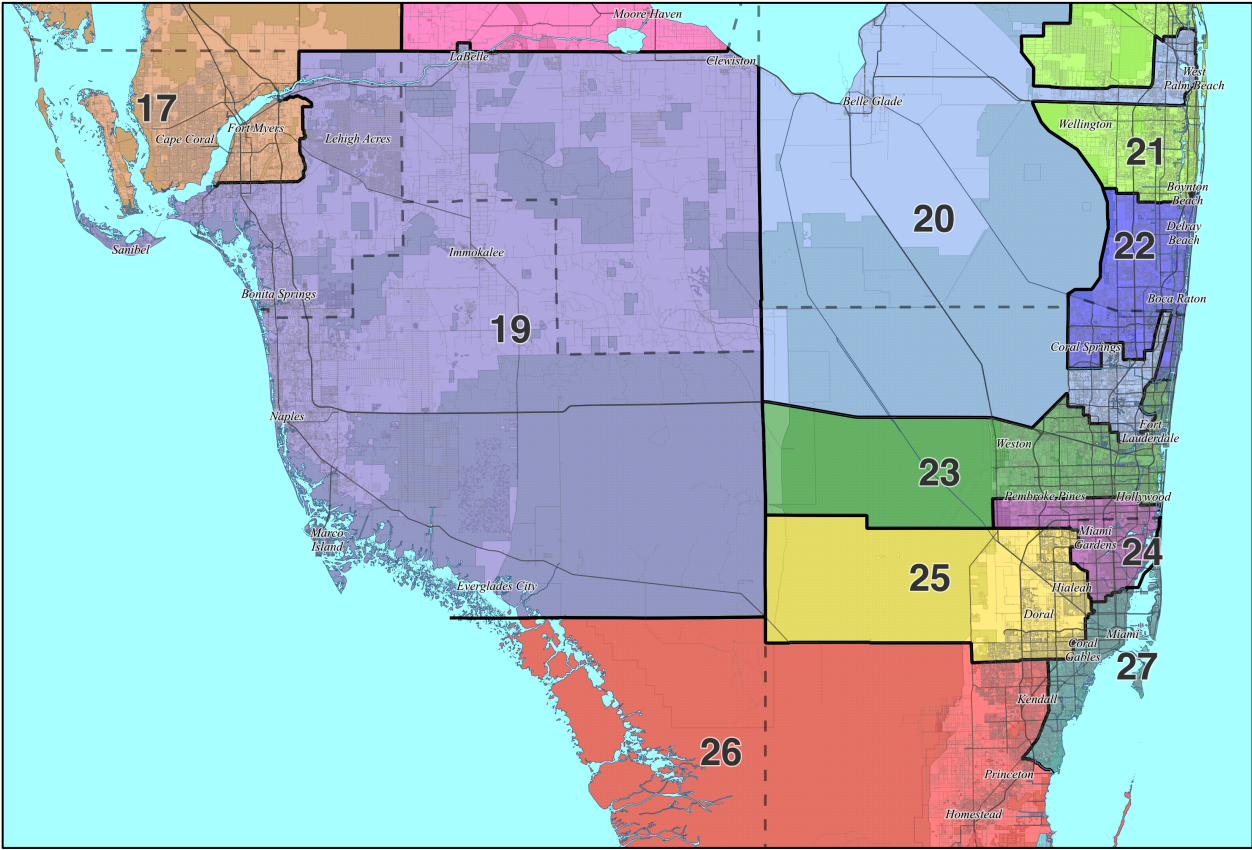 Moore Haven
LaBelle
Clewiston
West
Palm Beach
17
Belle Glade
Cape Coral
Fort Myers
Lehigh Acres
Wellington
21
Boynton
Beach
20
22
Delray
Beach
Sanibel
Immokalee
Bonita Springs
Boca Raton
19
Coral Springs
Naples
Fort
Lauderdale
Weston
23
Pembroke Pines
Hollywood
Marco
Island
Miami
Gardens
24
Everglades City
25
Hialeah
Doral
Miami
Coral
Gables
27
Kendall
26
Princeton
Homestead